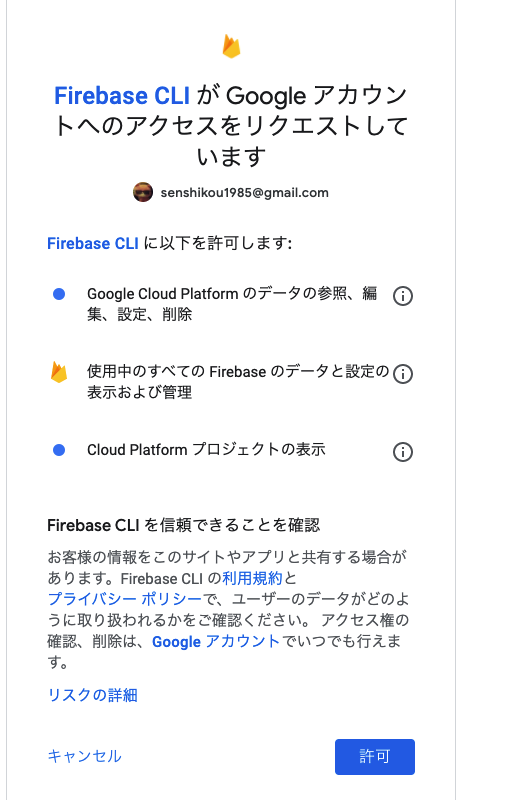 Firebase CLI が Google アカウン
トへのアクセスをリクエストして
います
senshikou1985@gmail.com
Firebase CLI に以下を許可します:
Google Cloud Platform のデータの参照、編
集、設定、削除
使用中のすべての Firebase のデータと設定の
表示および管理
Cloud Platform プロジェクトの表示
Firebase CLI を信頼できることを確認
お客様の情報をこのサイトやアプリと共有する場合が
あります。Firebase CLI の利用規約と
プライバシー ポリシーで、ユーザーのデータがどのよ
うに取り扱われるかをご確認ください。 アクセス権の
確認、削除は、Google アカウントでいつでも行えま
す。
リスクの詳細
キャンセル
許可